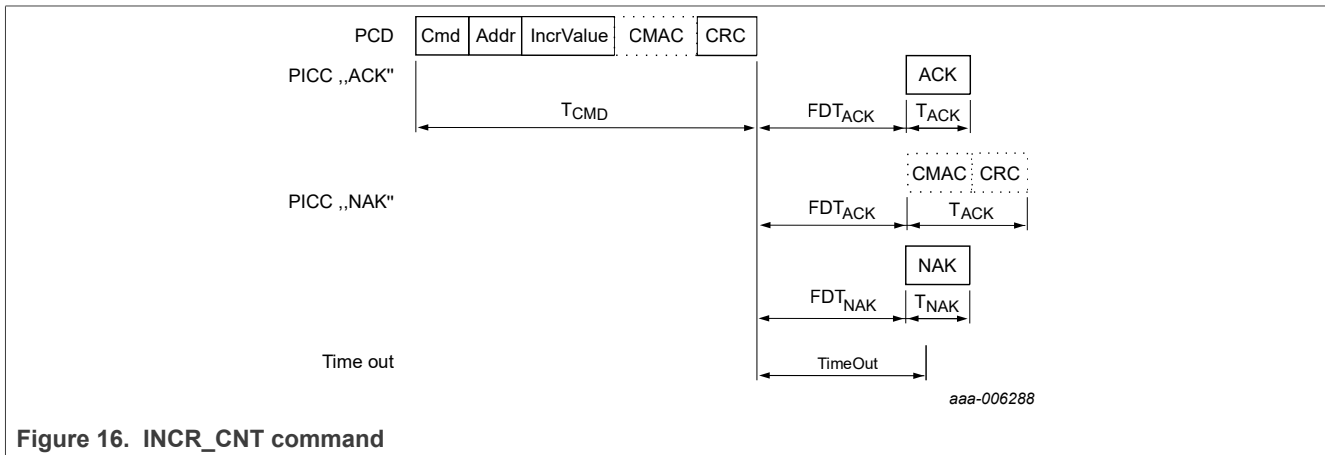 PCD Cmd Addr IncrValue CMAC CRC
PICC ,,ACK" ACK
TCMD FDTACK TACK
CMAC CRC
PICC ,,NAK" FDTACK TACK
NAK
FDTNAK TNAK
Time out TimeOut
aaa-006288
Figure 16. INCR_CNT command